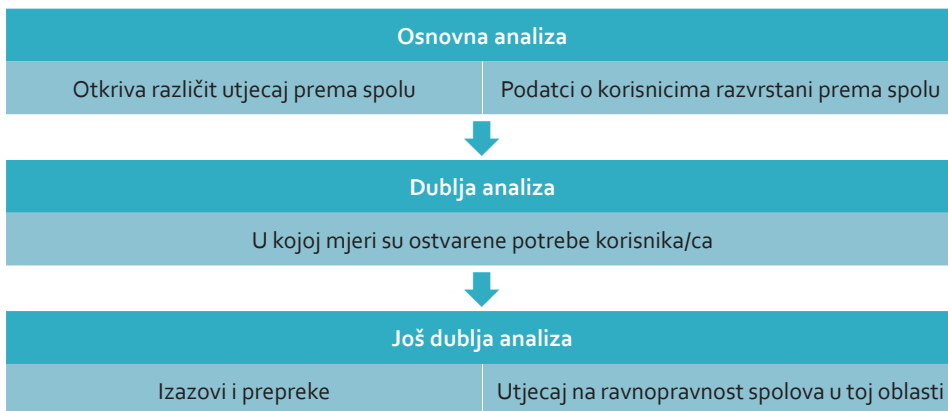 Osnovna analiza
Otkriva različit utjecaj prema spolu
Podatci o korisnicima razvrstani prema spolu
Dublja analiza
U kojoj mjeri su ostvarene potrebe korisnika/ca
Još dublja analiza
Izazovi i prepreke
Utjecaj na ravnopravnost spolova u toj oblasti